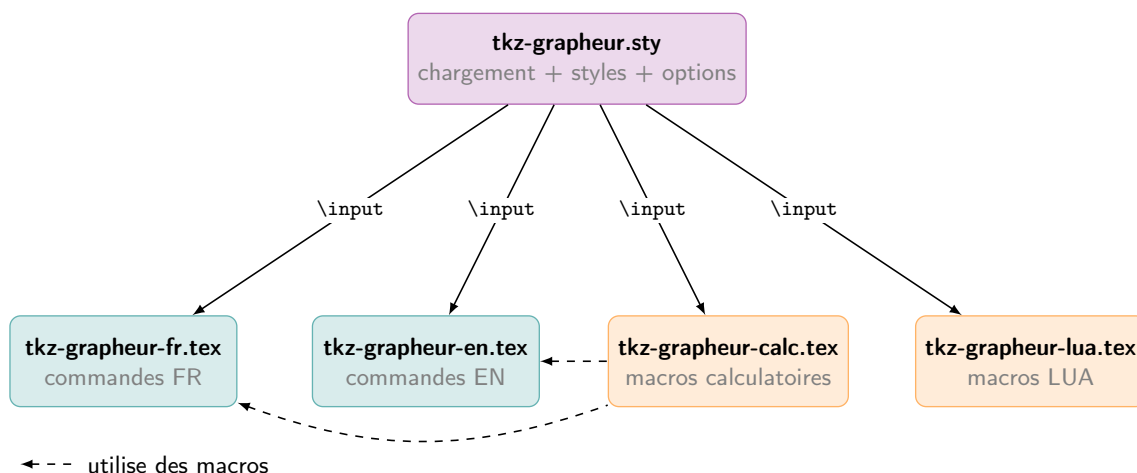 tkz-grapheur.sty
chargement + styles + options
\input
\input
\input
\input
tkz-grapheur-fr.tex
commandes FR
tkz-grapheur-en.tex
commandes EN
tkz-grapheur-calc.tex
macros calculatoires
tkz-grapheur-lua.tex
macros LUA
utilise des macros